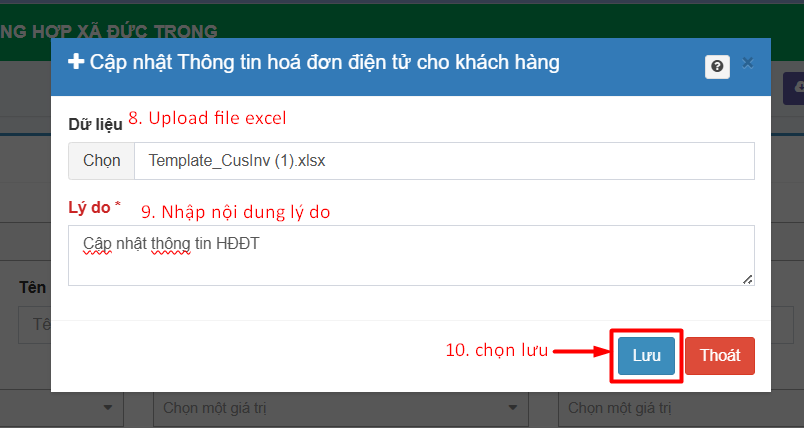 NG HỢP XÃ ĐỨC TRỌNG
Cập nhật Thông tin hoá đơn điện tử cho khách hàng
Dữ liệu 8. Upload file excel
Chọn Template_CusInv (1).xlsx
Lý do * 9. Nhập nội dung lý do
Cập nhật thông tin HĐĐT
Tên
Tê
10. chọn lưu Lưu Thoát
Chọn một giá trị Chọn một giá trị